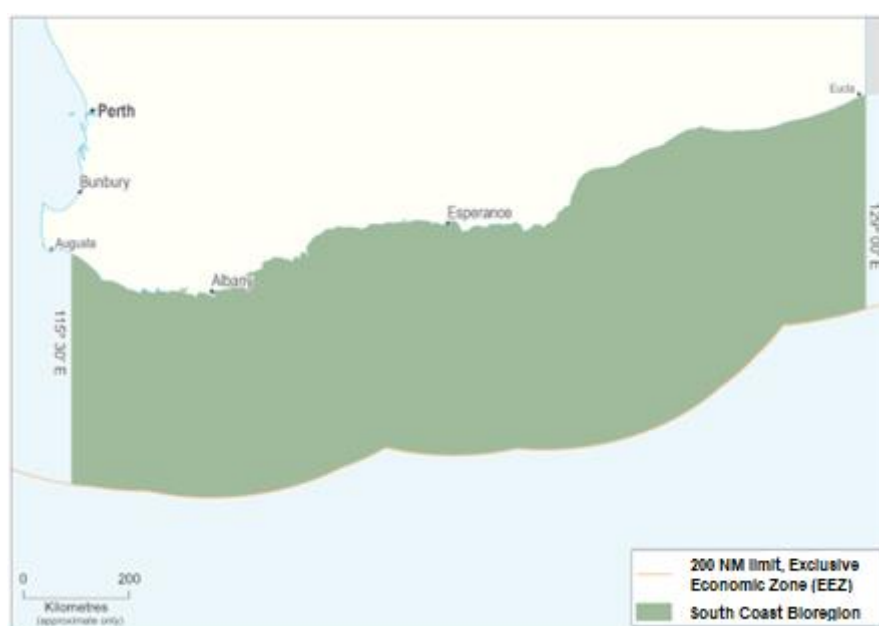 Eucla
Perth
Bunbury
Esperance
129° 00' E
Augusta
Albany
115° 30' E
200 NM limit, Exclusive
Economic Zone (EEZ)
0 200
Kilometres
(approximate only)
South Coast Bioregion